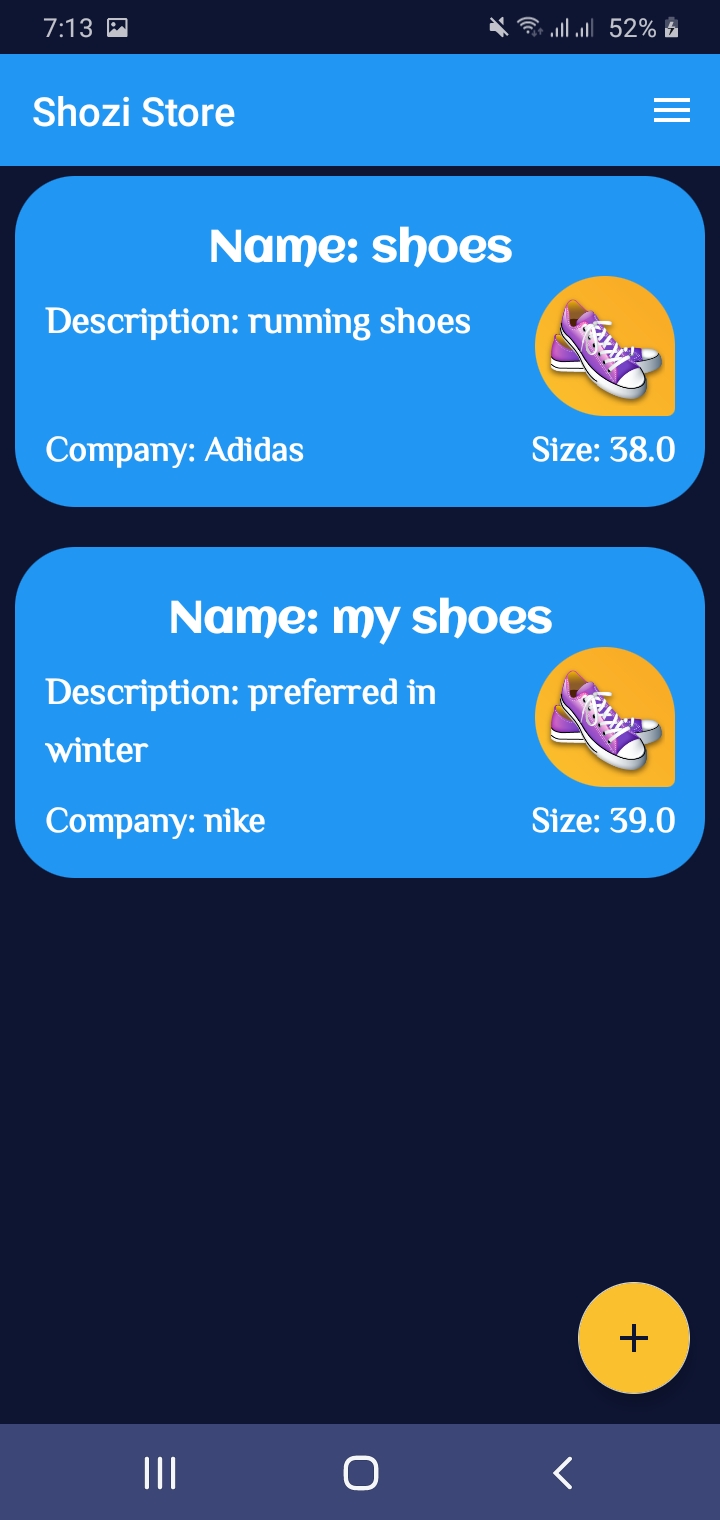 7:13 52%
Shozi Store
Name: shoes
Description: running shoes
Company: Adidas Size: 38.0
Name: my shoes
Description: preferred in
winter
Company: nike Size: 39.0